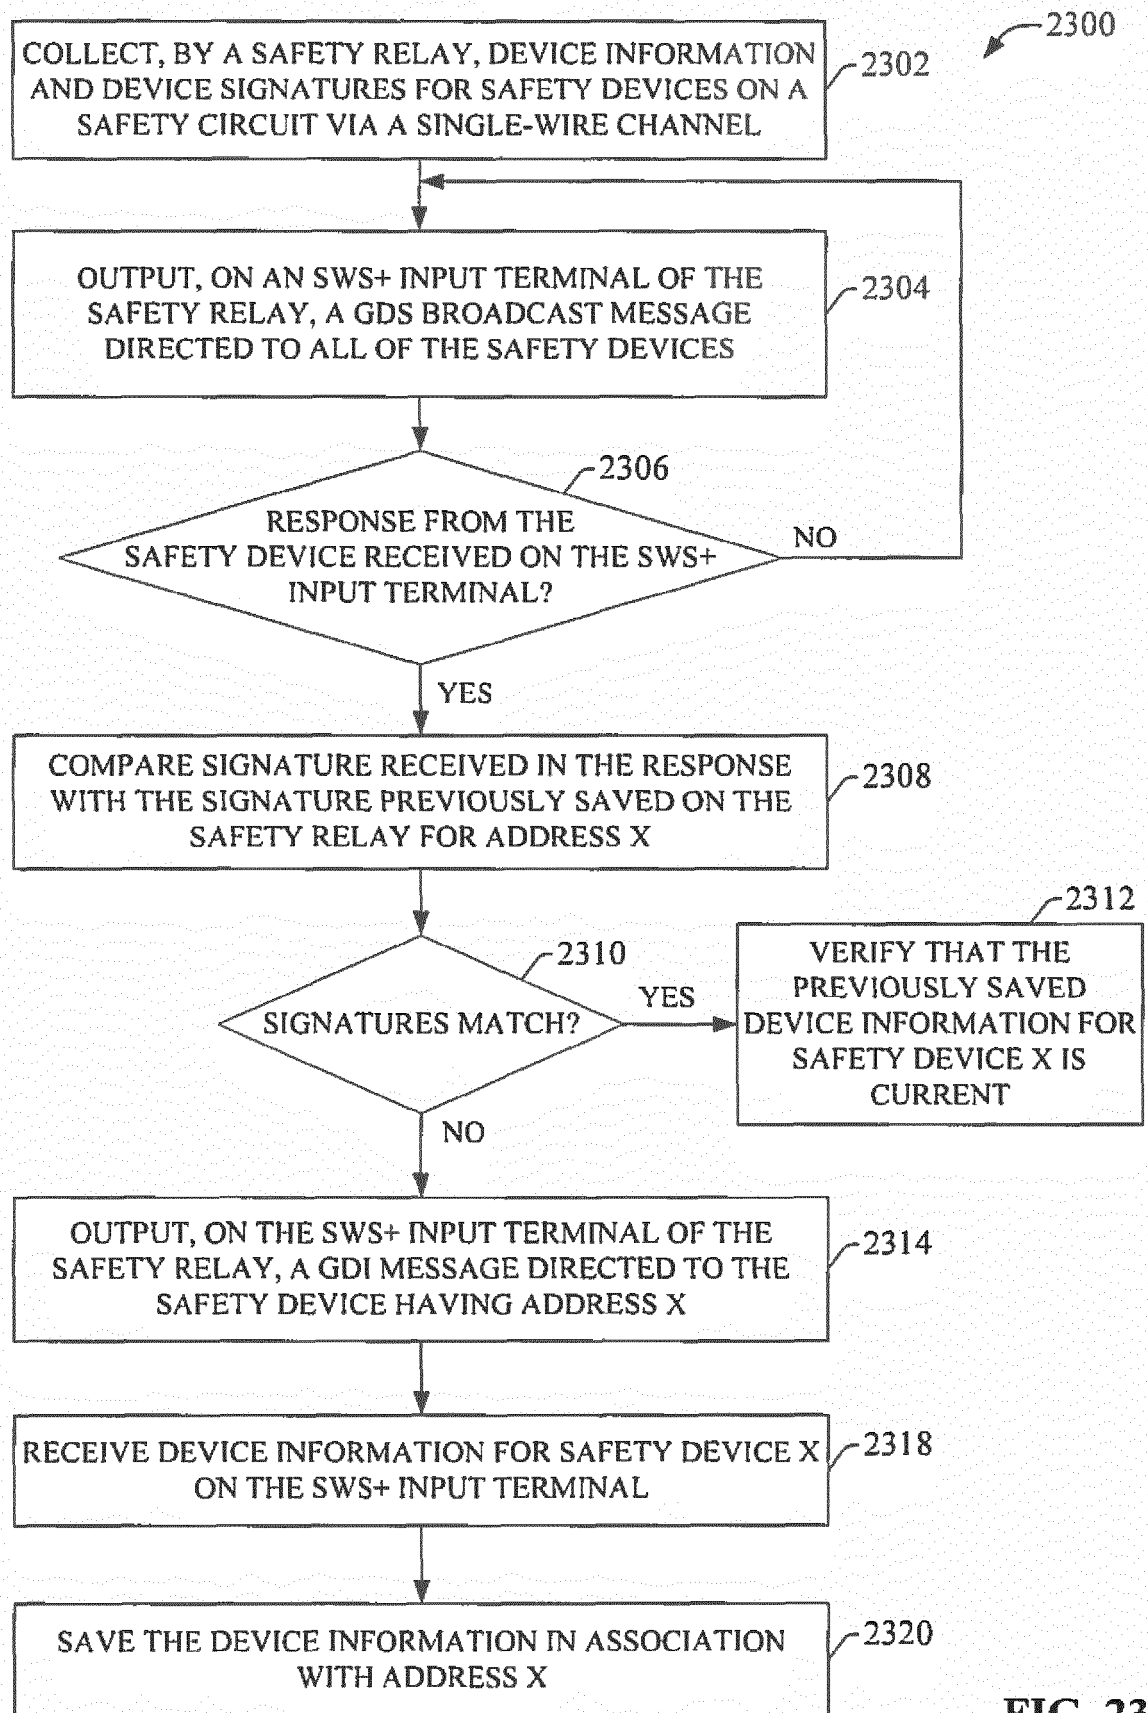 2300
COLLECT, BY A SAFETY RELAY, DEVICE INFORMATION
AND DEVICE SIGNATURES FOR SAFETY DEVICES ON A
SAFETY CIRCUIT VIA A SINGLE-WIRE CHANNEL
2302
OUTPUT, ON AN SWS+ INPUT TERMINAL OF THE
SAFETY RELAY, A GDS BROADCAST MESSAGE
DIRECTED TO ALL OF THE SAFETY DEVICES
2304
2306
RESPONSE FROM THE
SAFETY DEVICE RECEIVED ON THE SWS+
INPUT TERMINAL?
NO
YES
COMPARE SIGNATURE RECEIVED IN THE RESPONSE
WITH THE SIGNATURE PREVIOUSLY SAVED ON THE
SAFETY RELAY FOR ADDRESS X
2308
2310
SIGNATURES MATCH?
YES
2312
VERIFY THAT THE
PREVIOUSLY SAVED
DEVICE INFORMATION FOR
SAFETY DEVICE X IS
CURRENT
NO
OUTPUT, ON THE SWS+ INPUT TERMINAL OF THE
SAFETY RELAY, A GDI MESSAGE DIRECTED TO THE
SAFETY DEVICE HAVING ADDRESS X
2314
RECEIVE DEVICE INFORMATION FOR SAFETY DEVICE X
ON THE SWS+ INPUT TERMINAL
2318
SAVE THE DEVICE INFORMATION IN ASSOCIATION
WITH ADDRESS X
2320
FIG. 23